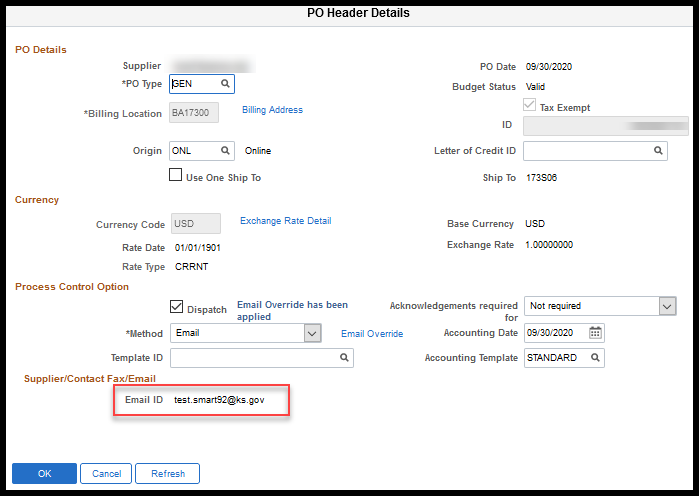 PO Header Details
PO Details
Supplier
PO Date 09/30/2020
*PO Type GEN
Budget Status Valid
*Billing Location BA17300 Billing Address
Tax Exempt
ID
Origin ONL Online
Letter of Credit ID
Use One Ship To
Ship To 173S06
Currency
Currency Code USD Exchange Rate Detail
Base Currency USD
Rate Date 01/01/1901
Exchange Rate 1.00000000
Rate Type CRRNT
Process Control Option
Dispatch Email Override has been
applied
Acknowledgements required
for Not required
*Method Email Email Override
Accounting Date 09/30/2020
Template ID
Accounting Template STANDARD
Supplier/Contact Fax/Email
Email ID test.smart92@ks.gov
OK Cancel Refresh